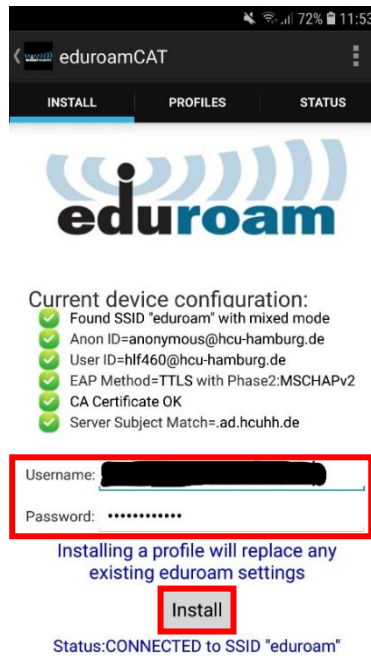 72% 11:53
eduroamCAT
INSTALL PROFILES STATUS
eduroam
Current device configuration:
Found SSID "eduroam" with mixed mode
Anon ID=anonymous@hcu-hamburg.de
User ID=hlf460@hcu-hamburg.de
EAP Method=TTLS with Phase2:MSCHAPv2
CA Certificate OK
Server Subject Match=.ad.hcuhh.de
Username:
Password: ••••••••••••
Installing a profile will replace any
existing eduroam settings
Install
Status:CONNECTED to SSID "eduroam"